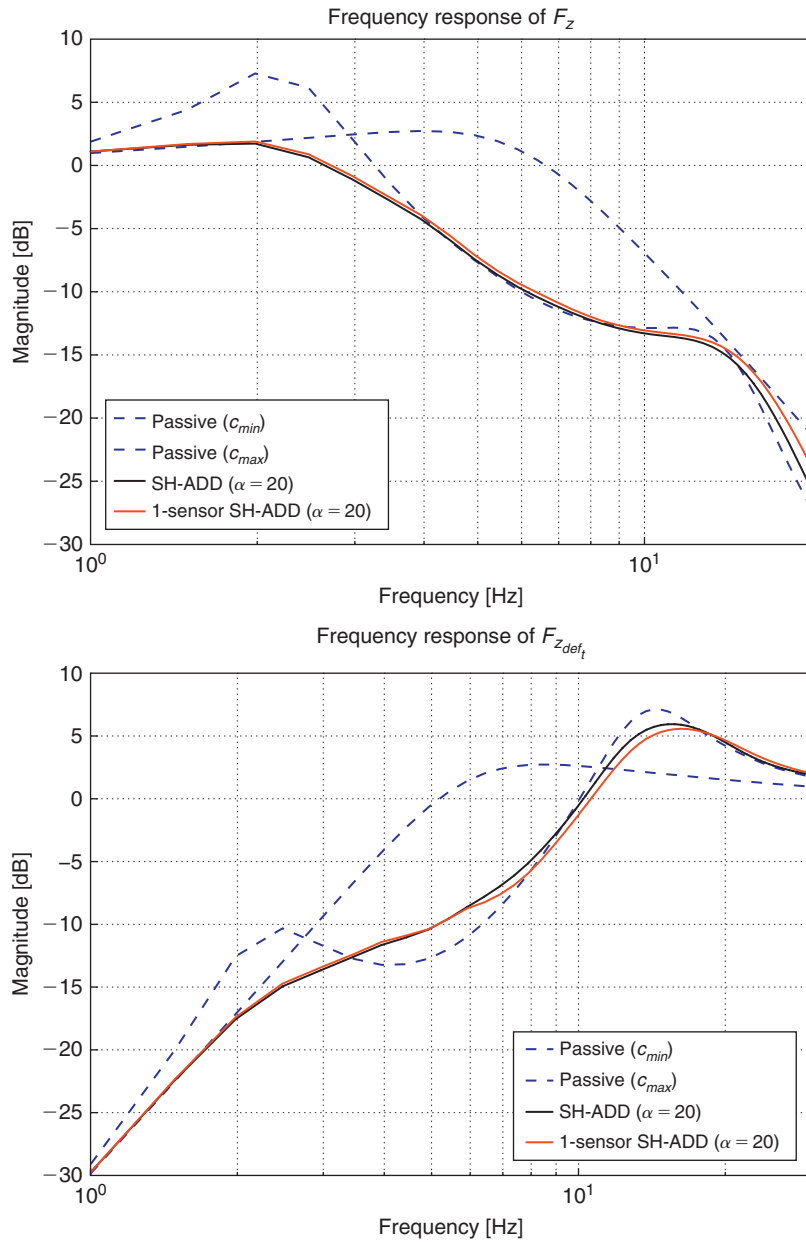 Frequency response of F_z
10
5
0
−5
−10
−15
−20
−25
−30
Magnitude [dB]
Passive (c_min)
Passive (c_max)
SH-ADD (α = 20)
1-sensor SH-ADD (α = 20)
10^0
10^1
Frequency [Hz]
Frequency response of F_{z_{def_t}}
10
5
0
−5
−10
−15
−20
−25
−30
Magnitude [dB]
Passive (c_min)
Passive (c_max)
SH-ADD (α = 20)
1-sensor SH-ADD (α = 20)
10^0
10^1
Frequency [Hz]